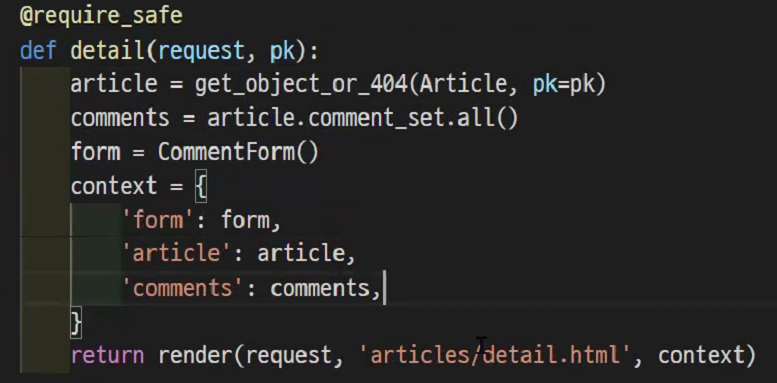 @require_safe
def detail(request, pk):
    article = get_object_or_404(Article, pk=pk)
    comments = article.comment_set.all()
    form = CommentForm()
    context = {
        'form': form,
        'article': article,
        'comments': comments,
    }
    return render(request, 'articles/detail.html', context)